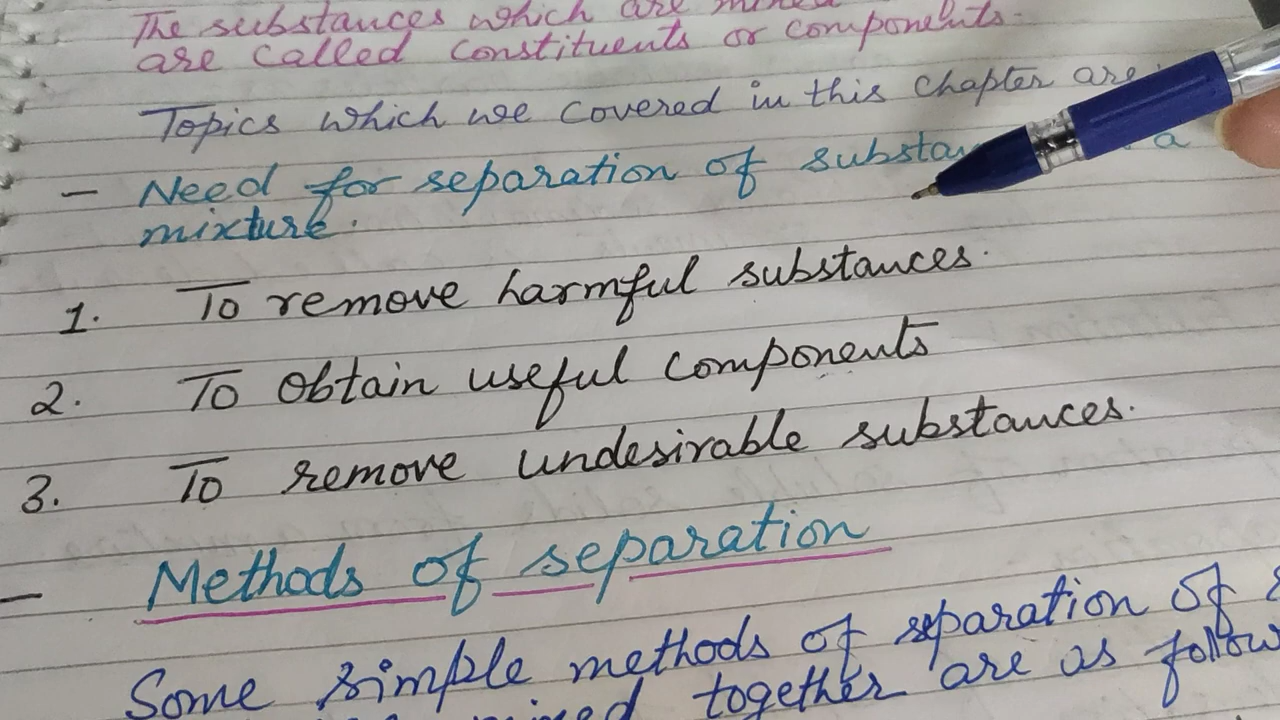 The substances which are mixed
are called constituents or components.
Topics which we covered in this chapter are
- Need for separation of a
mixture.
1. To remove harmful substances.
2. To obtain useful components
3. To remove undesirable substances.
- Methods of separation
Some simple methods of separation of
together are as follow